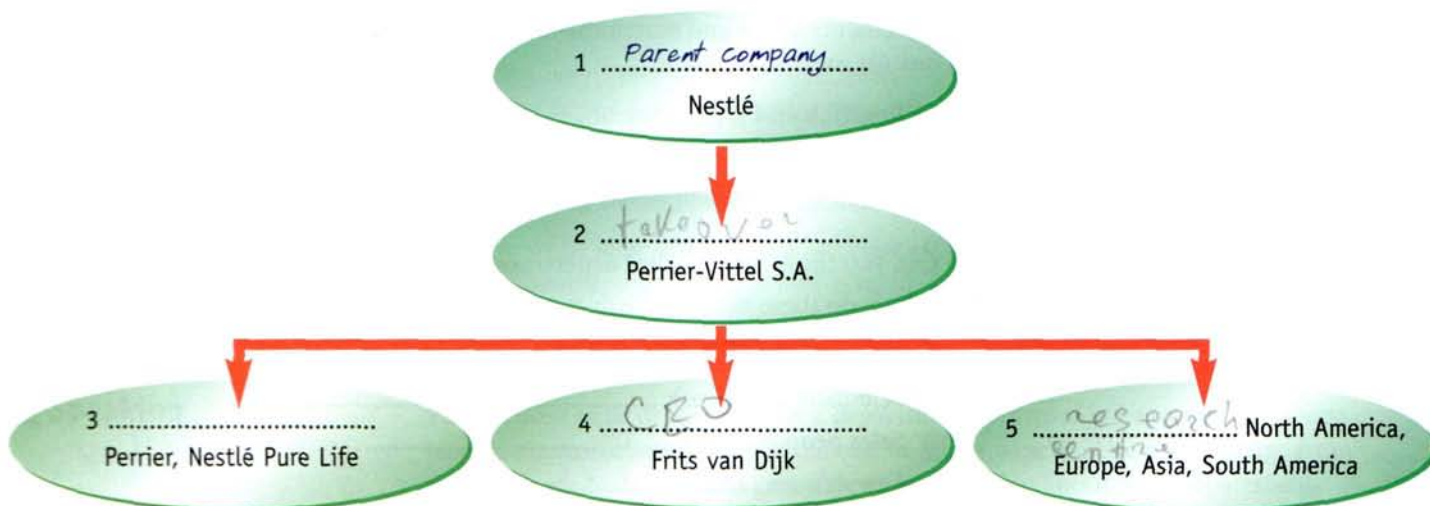 1 Parent company
Nestlé
2 takeover
Perrier-Vittel S.A.
3 ........................................
Perrier, Nestlé Pure Life
4 CEO
Frits van Dijk
5 research centre North America,
Europe, Asia, South America